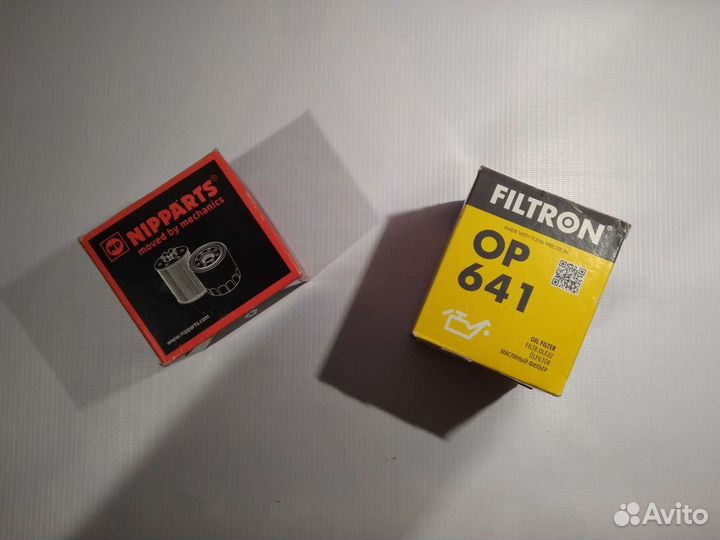 NP
NIPPARTS®
moved by mechanics
www.nipparts.com
FILTRON®
MADE WITH TOTAL PRECISION
OP
641
OIL FILTER
FILTR OLEJU
ÖLFILTER
МАСЛЯНЫЙ ФИЛЬТР
Avito